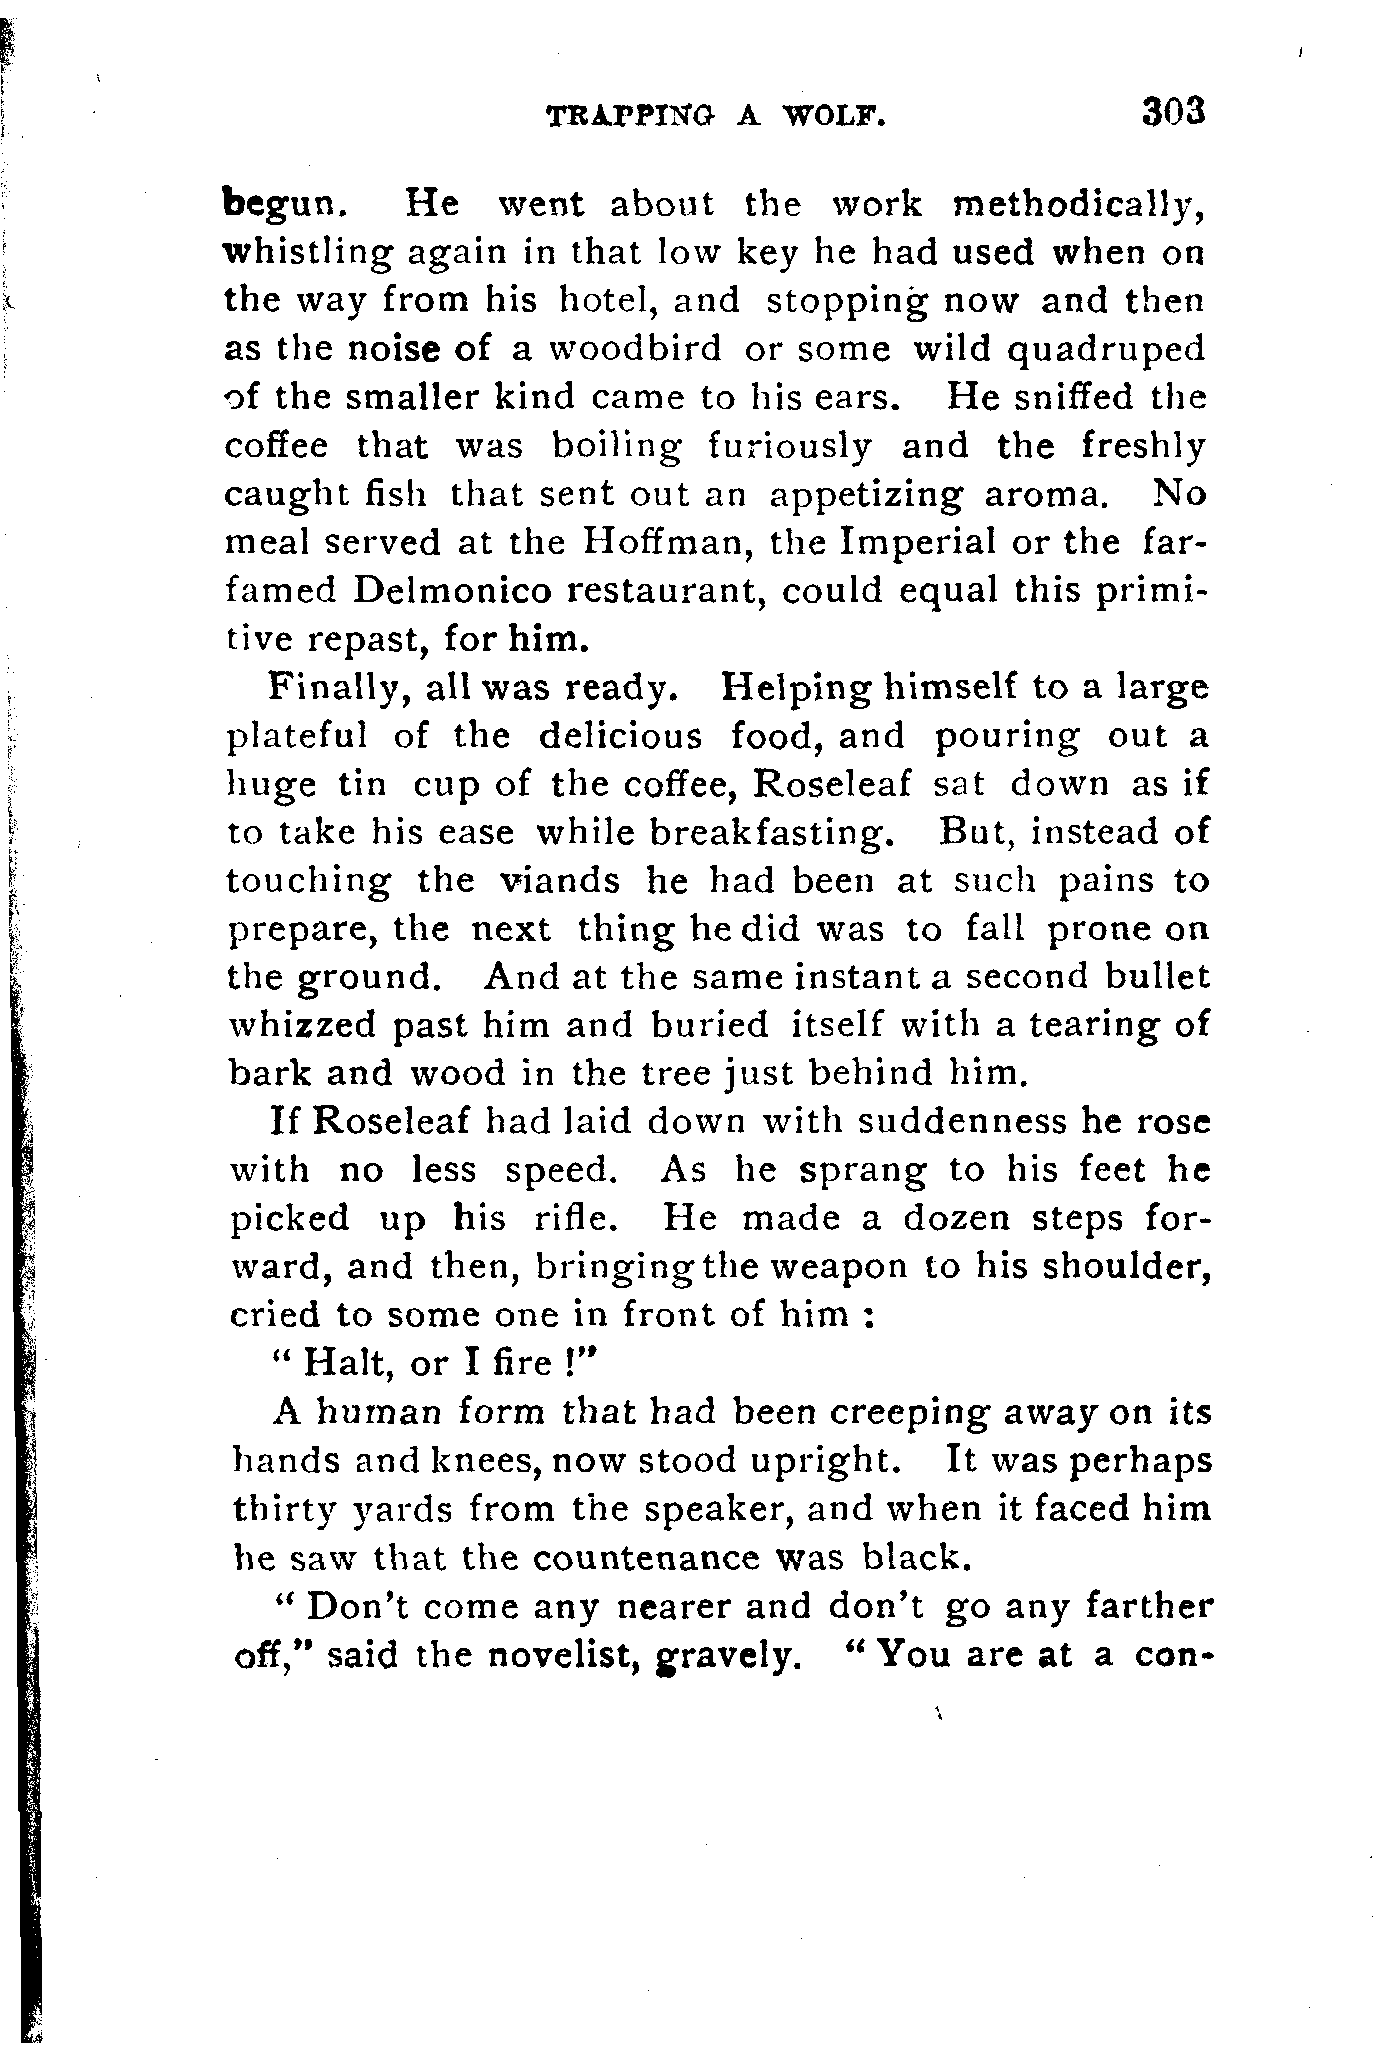 TRAPPING A WOLF. 303
begun. He went about the work methodically,
whistling again in that low key he had used when on
the way from his hotel, and stopping now and then
as the noise of a woodbird or some wild quadruped
of the smaller kind came to his ears. He sniffed the
coffee that was boiling furiously and the freshly
caught fish that sent out an appetizing aroma. No
meal served at the Hoffman, the Imperial or the far-
famed Delmonico restaurant, could equal this primi-
tive repast, for him.
Finally, all was ready. Helping himself to a large
plateful of the delicious food, and pouring out a
huge tin cup of the coffee, Roseleaf sat down as if
to take his ease while breakfasting. But, instead of
touching the viands he had been at such pains to
prepare, the next thing he did was to fall prone on
the ground. And at the same instant a second bullet
whizzed past him and buried itself with a tearing of
bark and wood in the tree just behind him.
If Roseleaf had laid down with suddenness he rose
with no less speed. As he sprang to his feet he
picked up his rifle. He made a dozen steps for-
ward, and then, bringing the weapon to his shoulder,
cried to some one in front of him :
" Halt, or I fire !"
A human form that had been creeping away on its
hands and knees, now stood upright. It was perhaps
thirty yards from the speaker, and when it faced him
he saw that the countenance was black.
" Don't come any nearer and don't go any farther
off," said the novelist, gravely. " You are at a con-